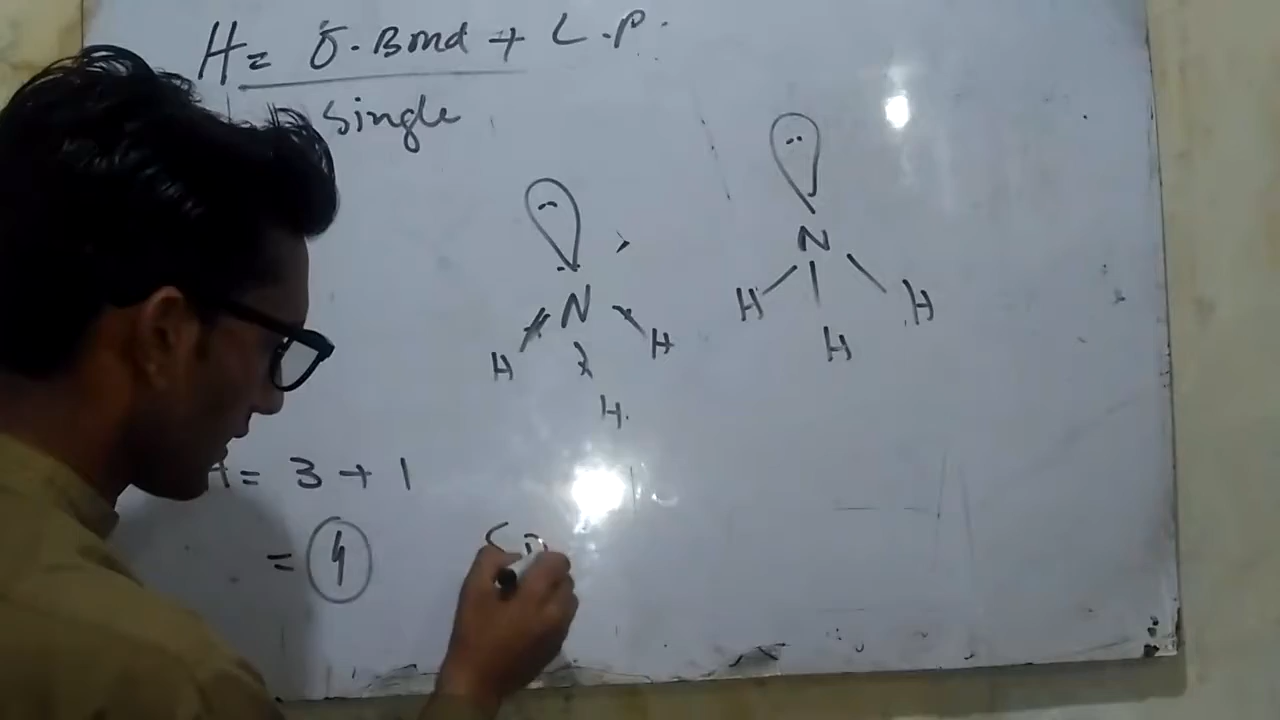 H = σ. Bond + L.P.
Single
N
H H
H
N
H H
H
H = 3 + 1
= 4